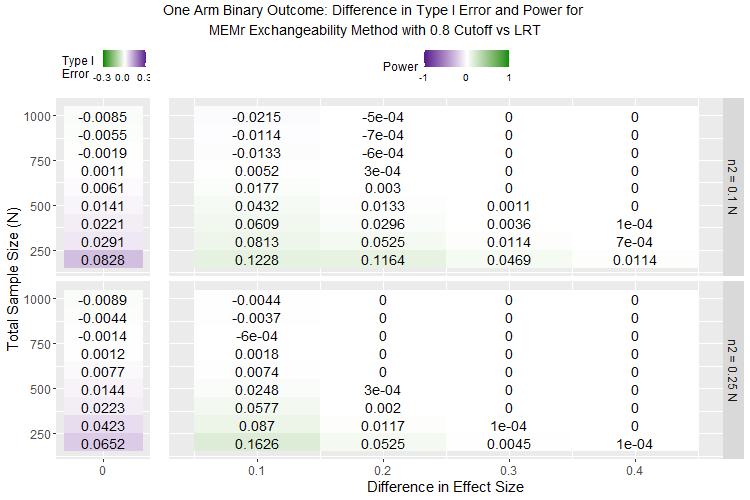 One Arm Binary Outcome: Difference in Type I Error and Power for
MEMr Exchangeability Method with 0.8 Cutoff vs LRT
Type I
Error
-0.3 0.0 0.3
Power
-1 0 1
Total Sample Size (N)
1000 -0.0085 -0.0215 -5e-04 0 0
-0.0055 -0.0114 -7e-04 0 0
750 -0.0019 -0.0133 -6e-04 0 0
0.0011 0.0052 3e-04 0 0
0.0061 0.0177 0.003 0 0
500 0.0141 0.0432 0.0133 0.0011 0
0.0221 0.0609 0.0296 0.0036 1e-04
0.0291 0.0813 0.0525 0.0114 7e-04
250 0.0828 0.1228 0.1164 0.0469 0.0114
n2 = 0.1 N
1000 -0.0089 -0.0044 0 0 0
-0.0044 -0.0037 0 0 0
750 -0.0014 -6e-04 0 0 0
0.0012 0.0018 0 0 0
0.0077 0.0074 0 0 0
500 0.0144 0.0248 3e-04 0 0
0.0223 0.0577 0.002 0 0
0.0423 0.087 0.0117 1e-04 0
250 0.0652 0.1626 0.0525 0.0045 1e-04
n2 = 0.25 N
0 0.1 0.2 0.3 0.4
Difference in Effect Size